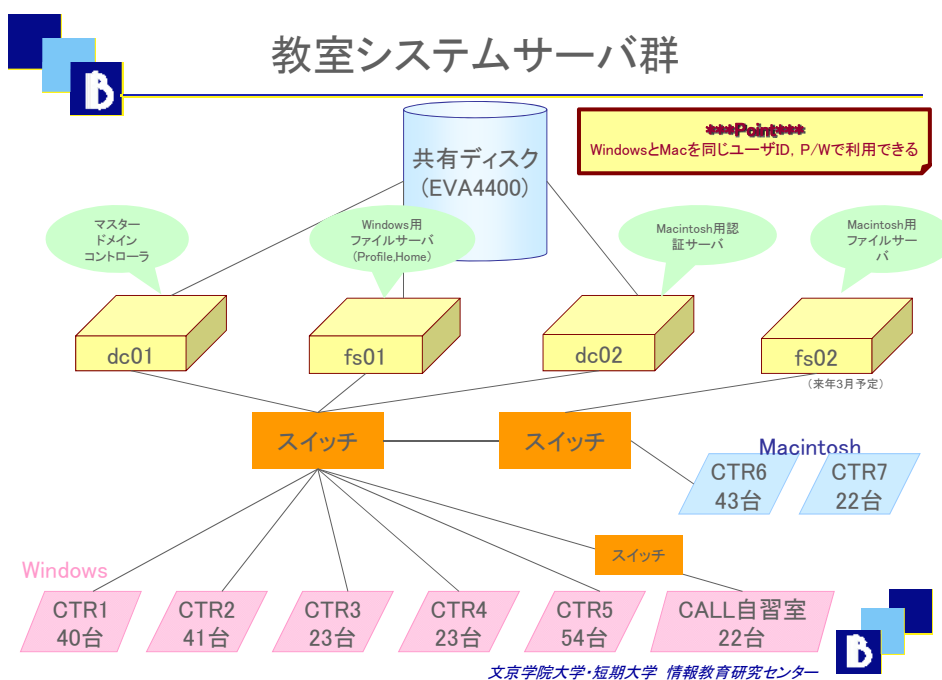 教室システムサーバ群
***Point***
WindowsとMacを同じユーザID, P/Wで利用できる
共有ディスク
(EVA4400)
マスター
ドメイン
コントローラ
Windows用
ファイルサーバ
(Profile,Home)
Macintosh用認
証サーバ
Macintosh用
ファイルサー
バ
dc01
fs01
dc02
fs02
(来年3月予定)
スイッチ
スイッチ
Macintosh
CTR6
43台
CTR7
22台
スイッチ
Windows
CTR1
40台
CTR2
41台
CTR3
23台
CTR4
23台
CTR5
54台
CALL自習室
22台
文京学院大学・短期大学 情報教育研究センター
B
B